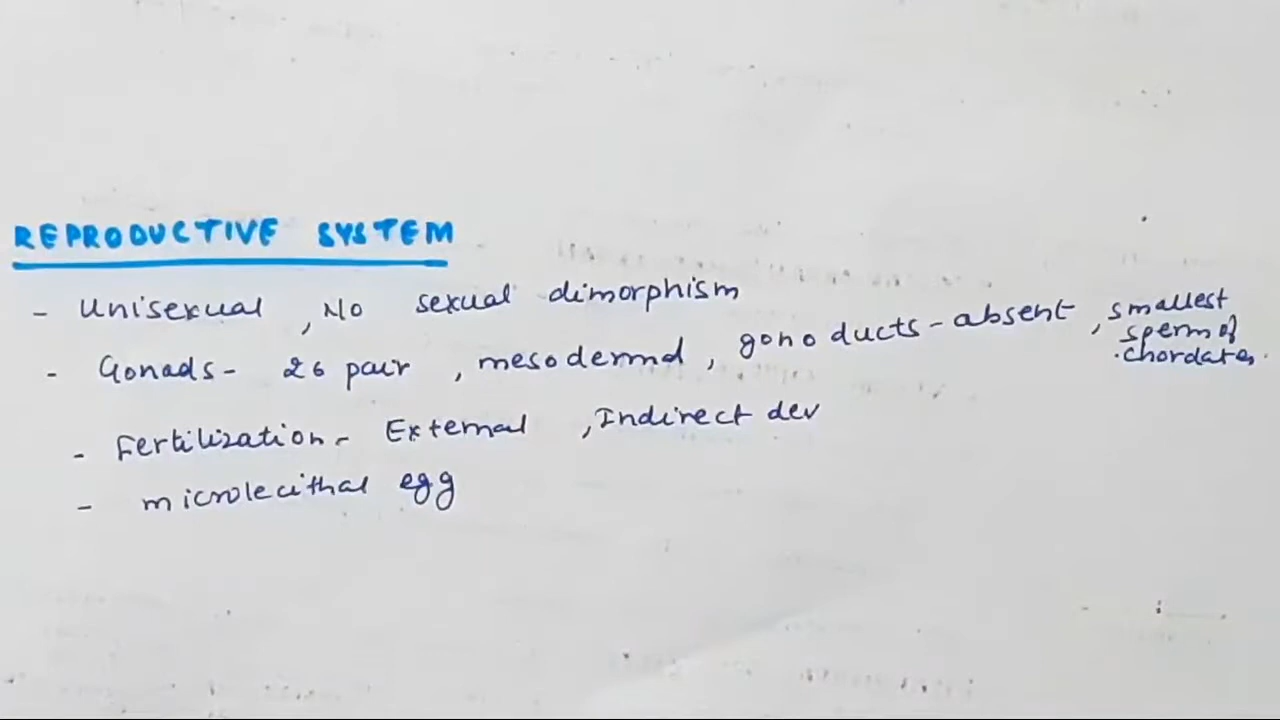 REPRODUCTIVE SYSTEM
- Unisexual, No sexual dimorphism
- Gonads - 26 pair, mesodermal, gonoducts - absent, smallest sperm of chordates.
- Fertilization - External, Indirect dev
- microlecithal egg